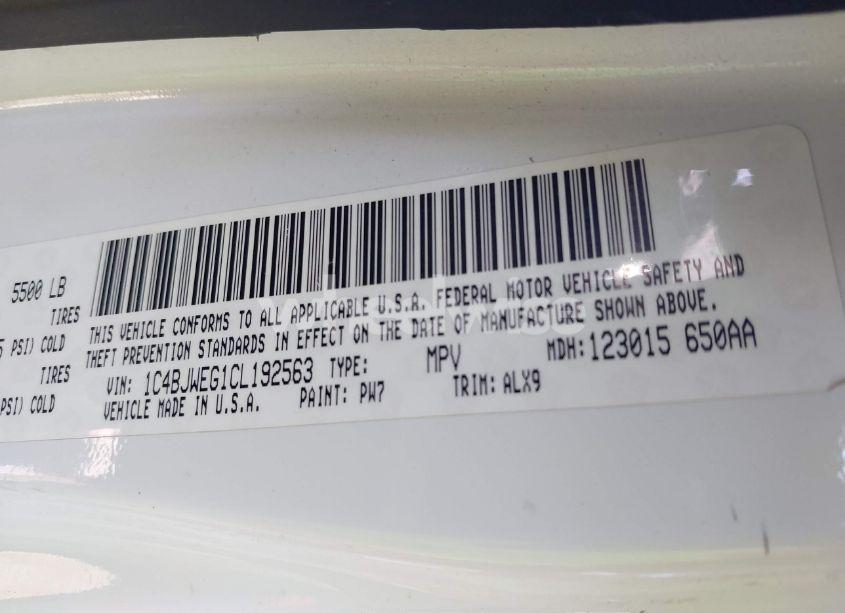 5500 LB
TIRES
PSI) COLD
TIRES
PSI) COLD
THIS VEHICLE CONFORMS TO ALL APPLICABLE U.S.A. FEDERAL MOTOR VEHICLE SAFETY AND
THEFT PREVENTION STANDARDS IN EFFECT ON THE DATE OF MANUFACTURE SHOWN ABOVE.
VIN: 1C4BJWEG1CL192563 TYPE: MPV MDH: 123015 650AA
VEHICLE MADE IN U.S.A. PAINT: PW7 TRIM: ALX9